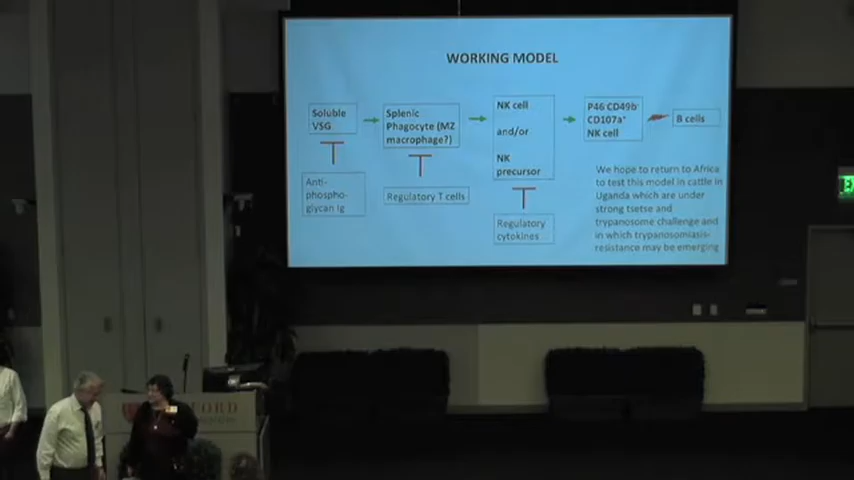 WORKING MODEL
Soluble
VSG
Splenic
Phagocyte (MZ
macrophage?)
NK cell
and/or
NK
precursor
P46 CD49b⁻
CD107a⁺
NK cell
B cells
Anti-
phospho-
glycan Ig
Regulatory T cells
Regulatory
cytokines
We hope to return to Africa
to test this model in cattle in
Uganda which are under
strong tsetse and
trypanosome challenge and
in which trypanosomiasis-
resistance may be emerging